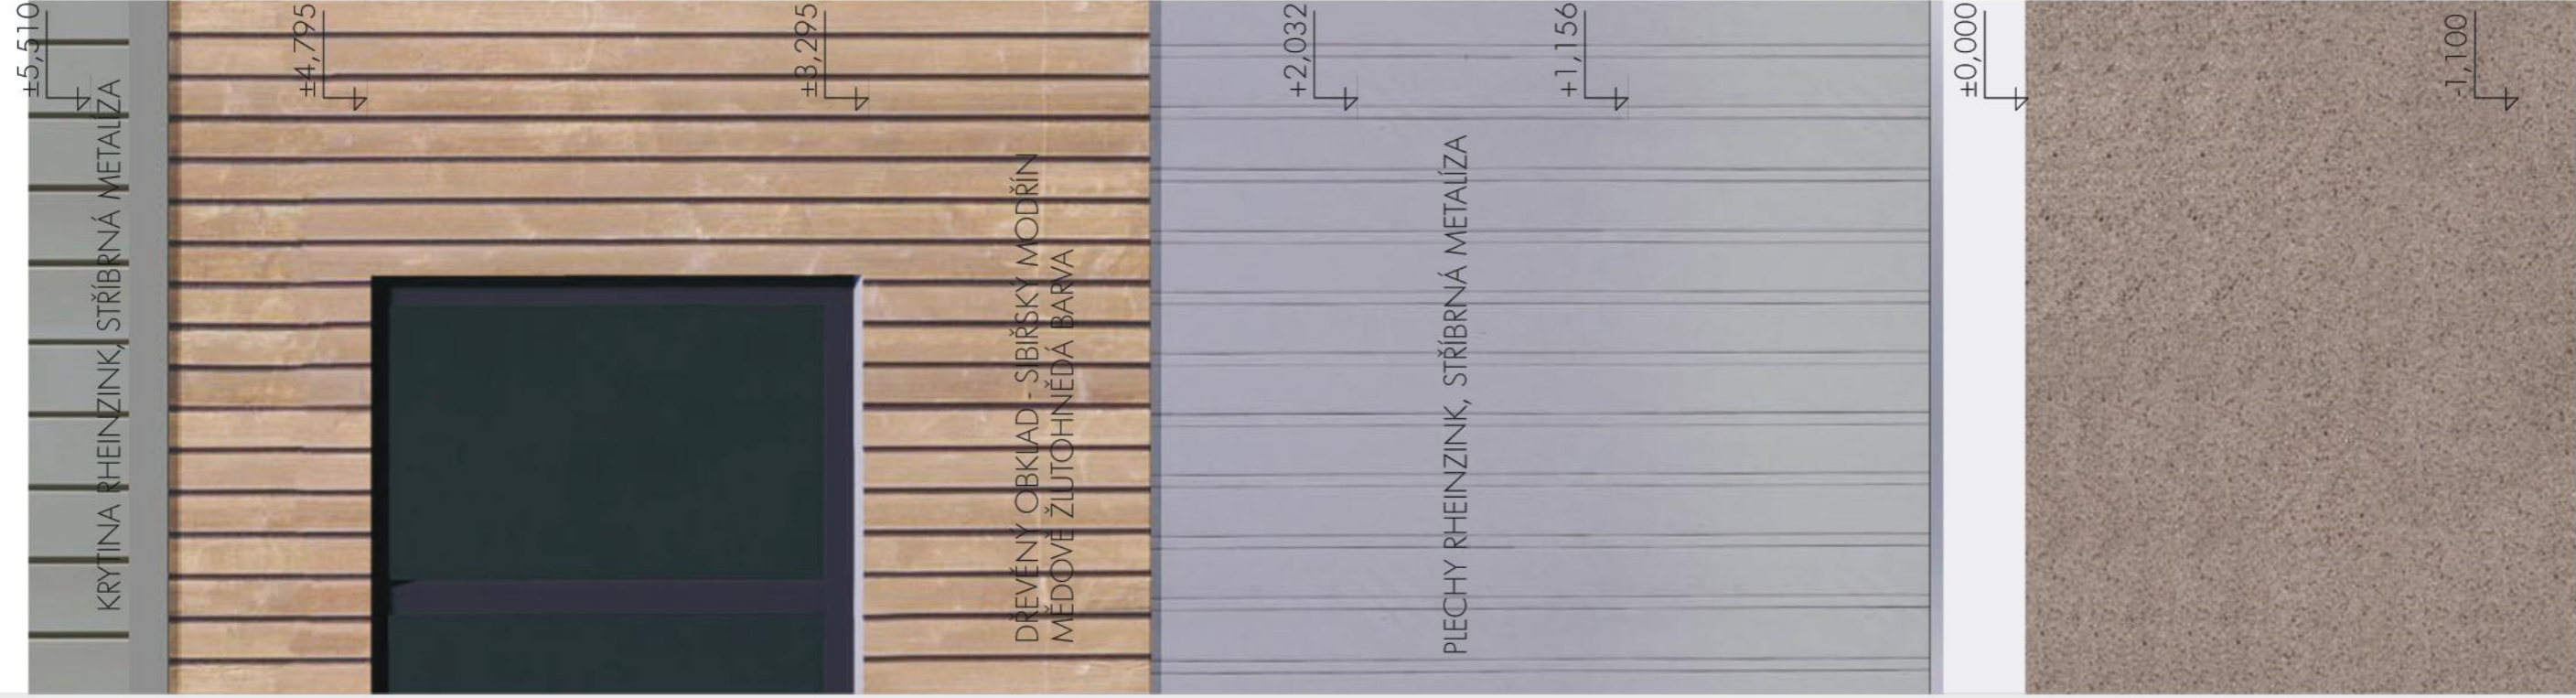 ±5,510
±4,795
±3,295
+2,032
+1,156
±0,000
-1,100
KRYTINA RHEINZINK, STŘÍBRNÁ METALÍZA
DŘEVĚNÝ OBKLAD - SIBIŘSKÝ MODŘÍN
MĚDOVĚ ŽLUTOHNĚDÁ BARVA
PLECHY RHEINZINK, STŘÍBRNÁ METALÍZA